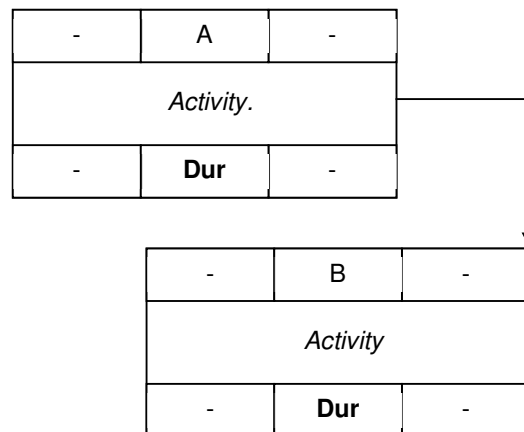 - A -
Activity.
- Dur -
- B -
Activity
- Dur -